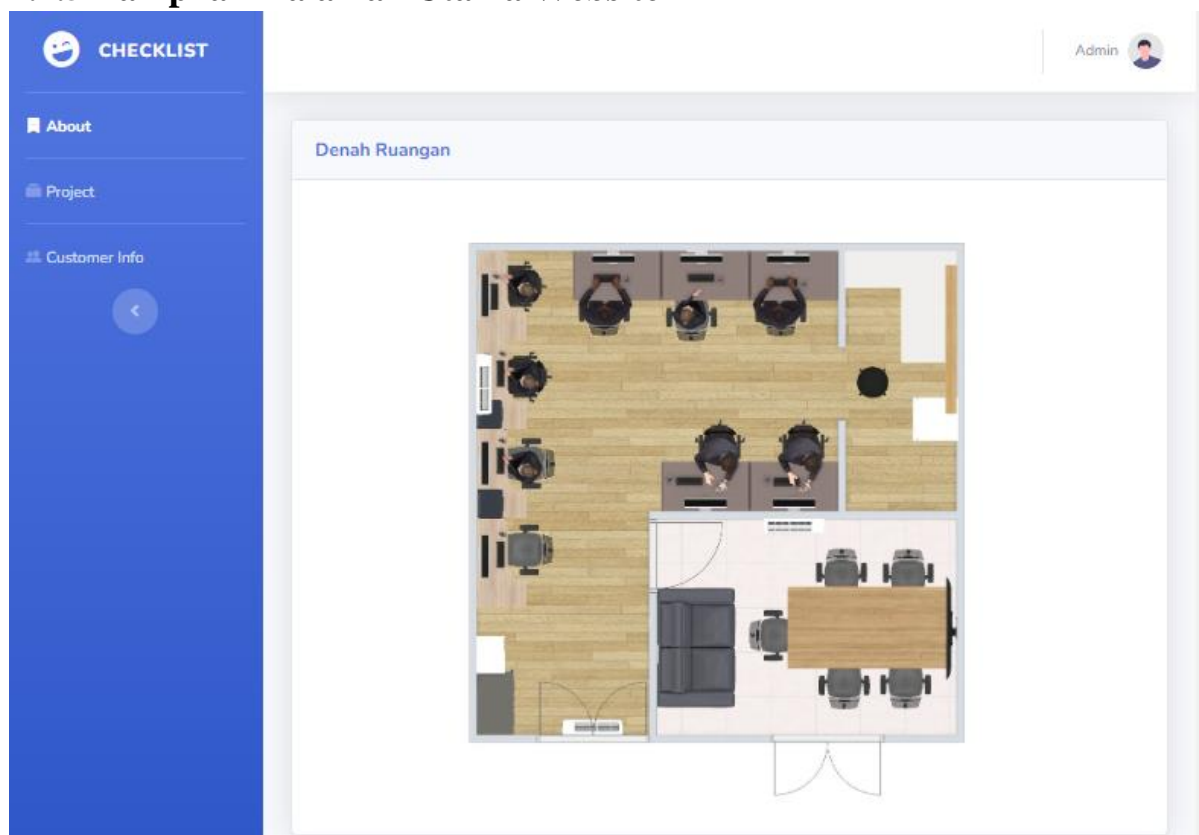 CHECKLIST
Admin
About
Denah Ruangan
Project
Customer Info